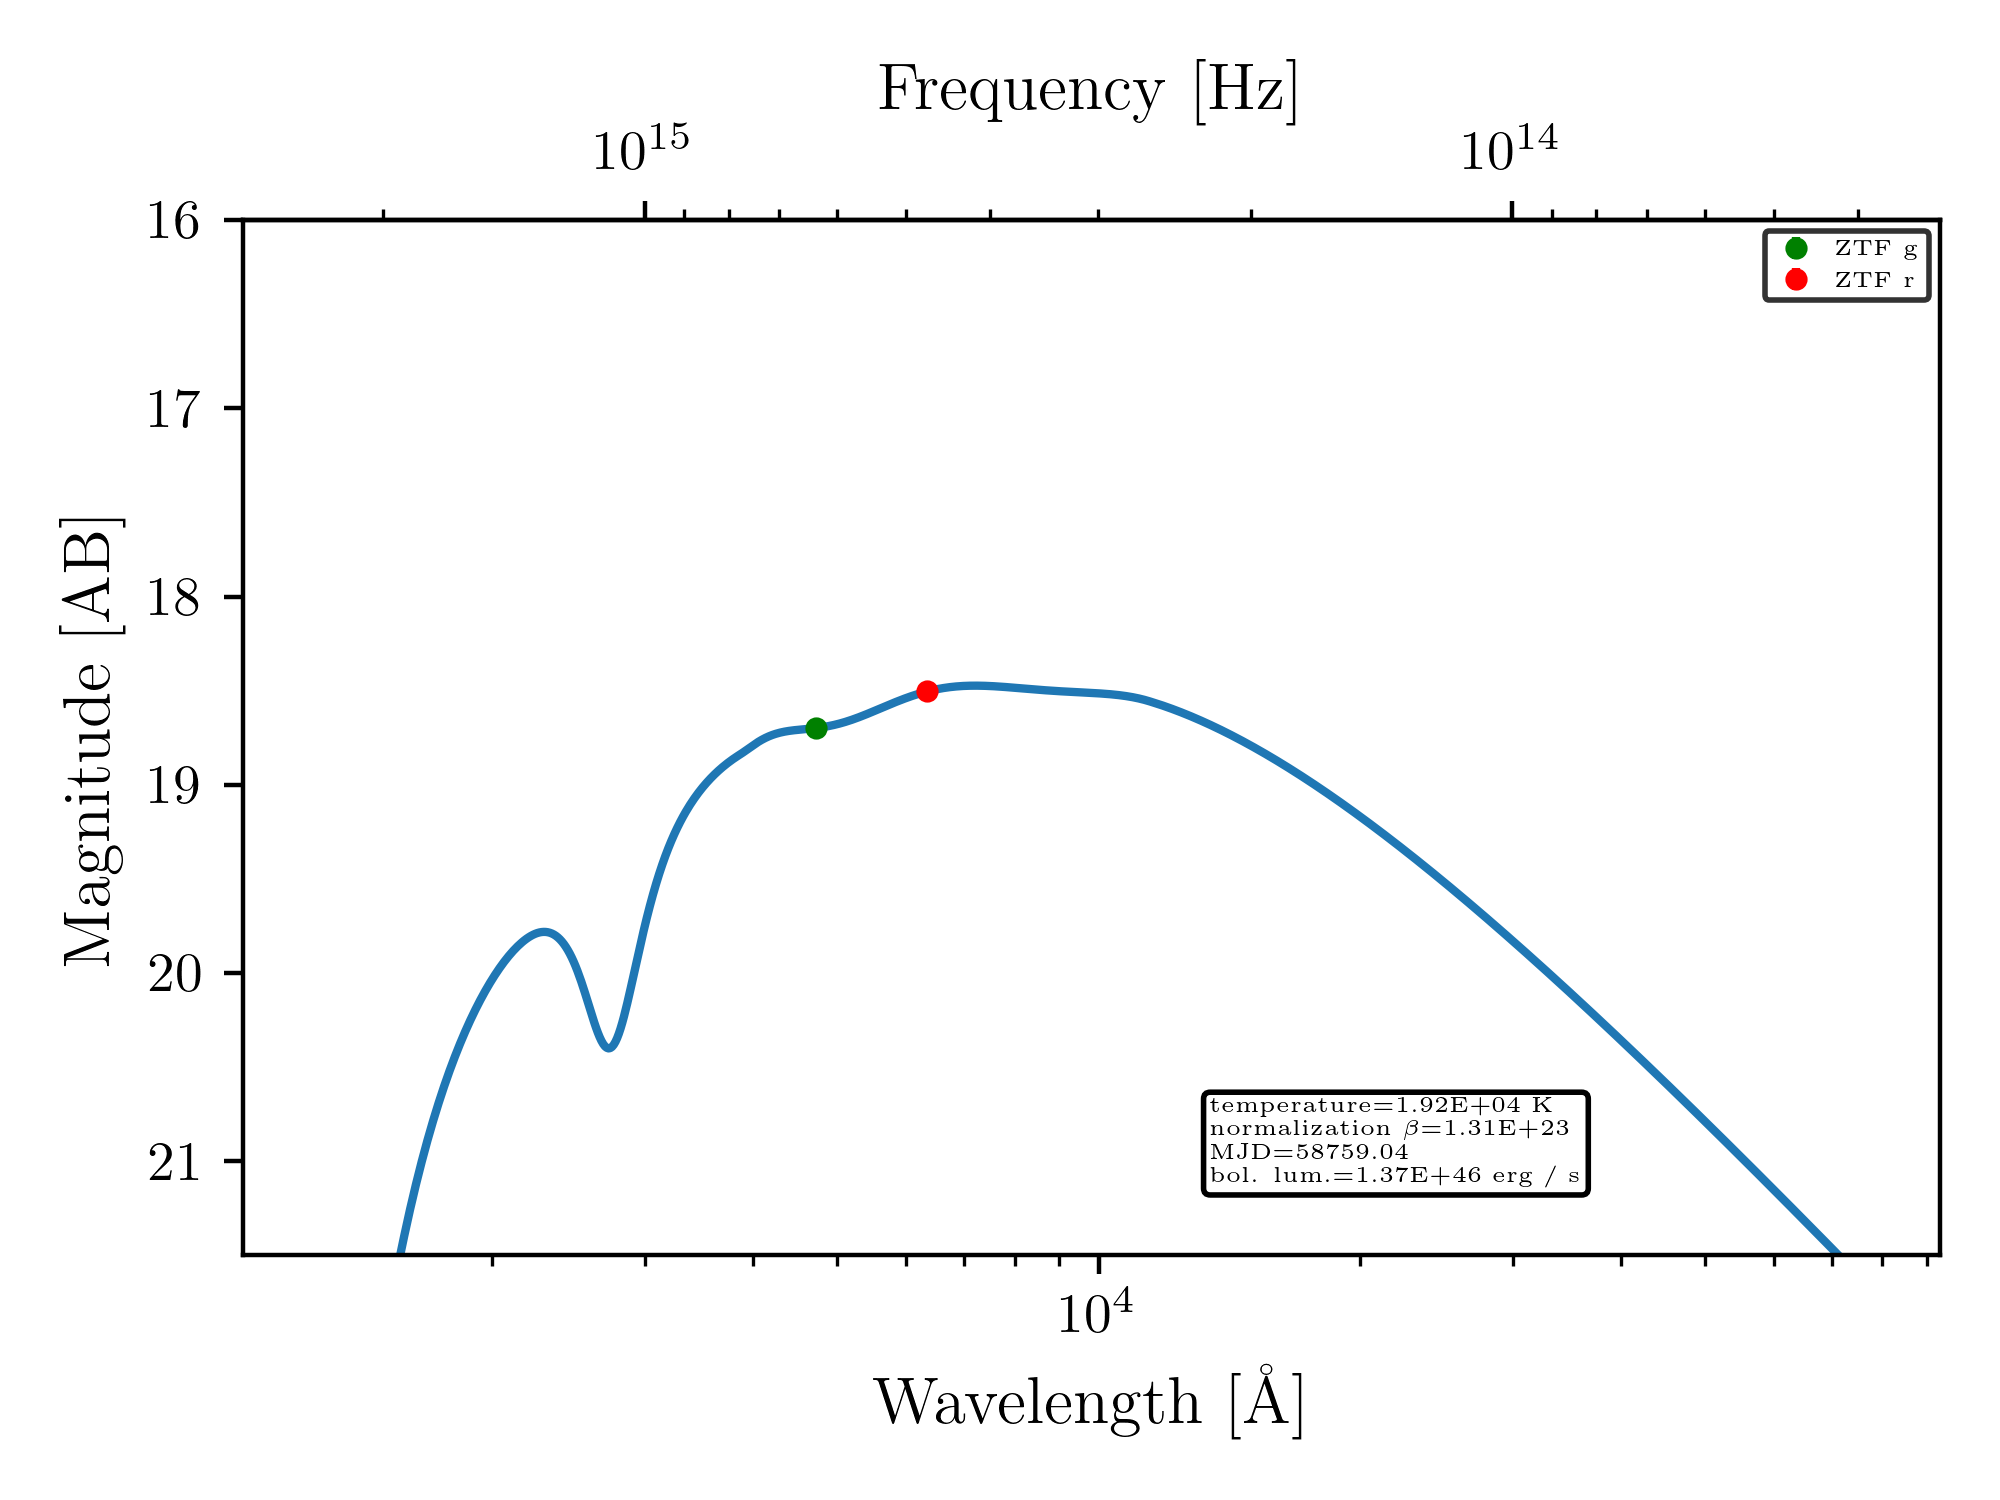 Frequency [Hz]
10^15 10^14
16
17
18
19
20
21
Magnitude [AB]
ZTF g
ZTF r
temperature=1.92E+04 K
normalization β=1.31E+23
MJD=58759.04
bol. lum.=1.37E+46 erg / s
10^4
Wavelength [Å]